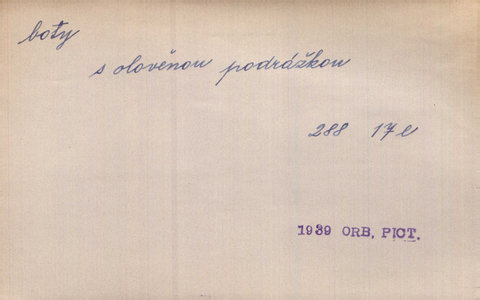 boty
s olověnou podrážkou
288 17e
1939 ORB. PICT.